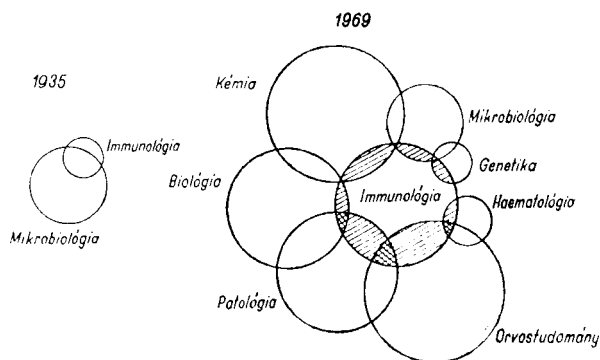 1935
Immunológia
Mikrobiológia
1969
Kémia
Mikrobiológia
Genetika
Biológia
Immunológia
Haematológia
Patológia
Orvostudomány